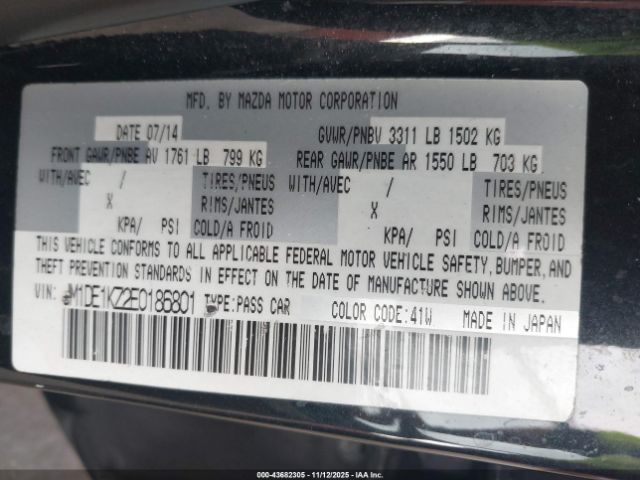 MFD. BY MAZDA MOTOR CORPORATION
DATE 07/14 GVWR/PNBV 3311 LB 1502 KG
FRONT GAWR/PNBE AV 1761 LB 799 KG REAR GAWR/PNBE AR 1550 LB 703 KG
WITH/AVEC / TIRES/PNEUS WITH/AVEC / TIRES/PNEUS
X RIMS/JANTES X RIMS/JANTES
KPA/ PSI COLD/A FROID KPA/ PSI COLD/A FROID
THIS VEHICLE CONFORMS TO ALL APPLICABLE FEDERAL MOTOR VEHICLE SAFETY, BUMPER, AND
THEFT PREVENTION STANDARDS IN EFFECT ON THE DATE OF MANUFACTURE SHOWN ABOVE.
VIN: JM1DE1KZ2E0186801 TYPE:PASS CAR COLOR CODE:41W MADE IN JAPAN
000-43682305 - 11/12/2025 - IAAI.COM